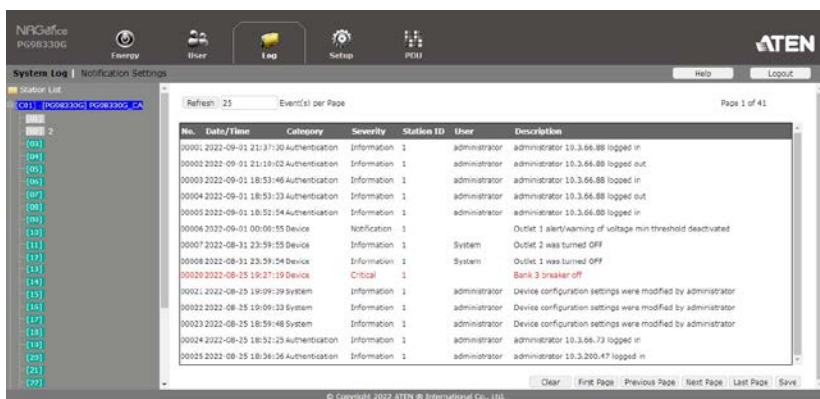 NRGence
PG98330G
Energy
User
Log
Setup
PDU
ATEN
System Log | Notification Settings
Help
Logout
Station List
[C01] [PG98330G] PG98330G_CA
[01]
[02] 2
[03]
[04]
[05]
[06]
[07]
[08]
[09]
[10]
[11]
[12]
[13]
[14]
[15]
[16]
[17]
[18]
[19]
[20]
[21]
[22]
Refresh 25 Event(s) per Page
Page 1 of 41
No. Date/Time Category Severity Station ID User Description
00001 2022-09-01 21:37:30 Authentication Information 1 administrator administrator 10.3.66.88 logged in
00002 2022-09-01 21:10:02 Authentication Information 1 administrator administrator 10.3.66.88 logged out
00003 2022-09-01 18:53:46 Authentication Information 1 administrator administrator 10.3.66.88 logged in
00004 2022-09-01 18:53:33 Authentication Information 1 administrator administrator 10.3.66.88 logged out
00005 2022-09-01 18:52:54 Authentication Information 1 administrator administrator 10.3.66.88 logged in
00006 2022-09-01 00:00:55 Device Notification 1 Outlet 1 alert/warning of voltage min threshold deactivated
00007 2022-08-31 23:59:55 Device Information 1 System Outlet 2 was turned OFF
00008 2022-08-31 23:59:54 Device Information 1 System Outlet 1 was turned OFF
00020 2022-08-25 19:27:19 Device Critical 1 Bank 3 breaker off
00021 2022-08-25 19:09:39 System Information 1 administrator Device configuration settings were modified by administrator
00022 2022-08-25 19:09:33 System Information 1 administrator Device configuration settings were modified by administrator
00023 2022-08-25 18:59:48 System Information 1 administrator Device configuration settings were modified by administrator
00024 2022-08-25 18:52:25 Authentication Information 1 administrator administrator 10.3.66.73 logged in
00025 2022-08-25 18:36:36 Authentication Information 1 administrator administrator 10.3.200.47 logged in
Clear First Page Previous Page Next Page Last Page Save
© Copyright 2022 ATEN ® International Co., Ltd.